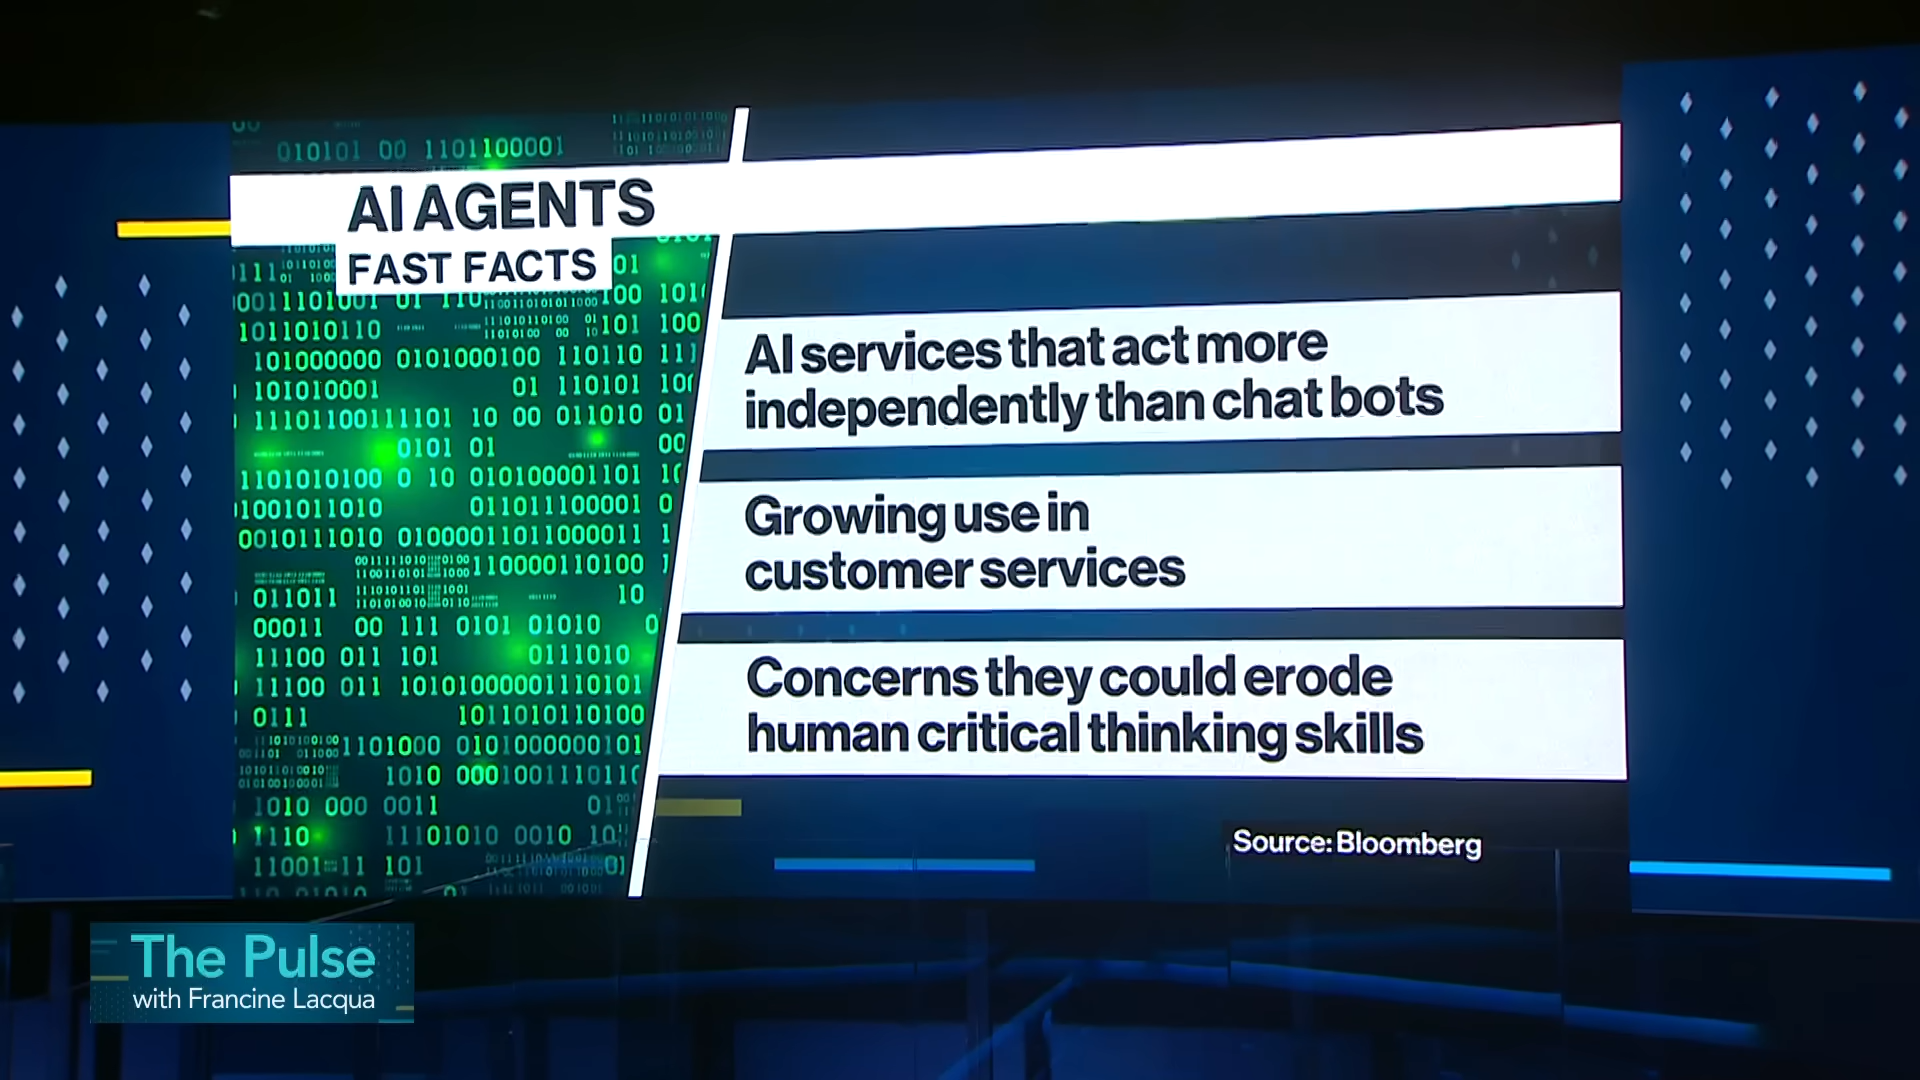 AI AGENTS
FAST FACTS
AI services that act more
independently than chat bots
Growing use in
customer services
Concerns they could erode
human critical thinking skills
Source: Bloomberg
The Pulse
with Francine Lacqua